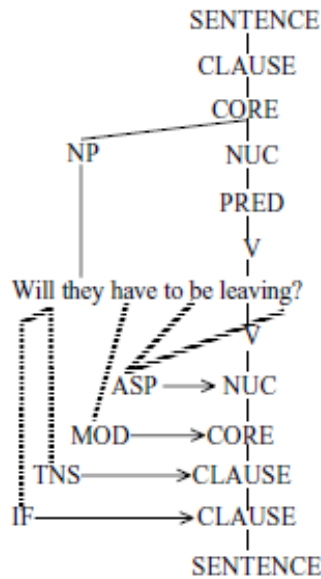 SENTENCE
CLAUSE
CORE
NP NUC
PRED
V
Will they have to be leaving?
V
ASP NUC
MOD CORE
TNS CLAUSE
IF CLAUSE
SENTENCE